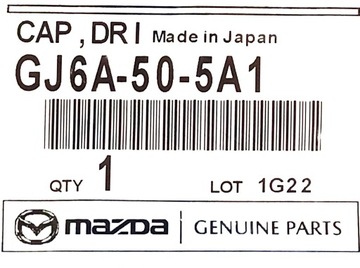 CAP,DRI Made in Japan
GJ6A-50-5A1
QTY 1 LOT 1G22
mazda GENUINE PARTS